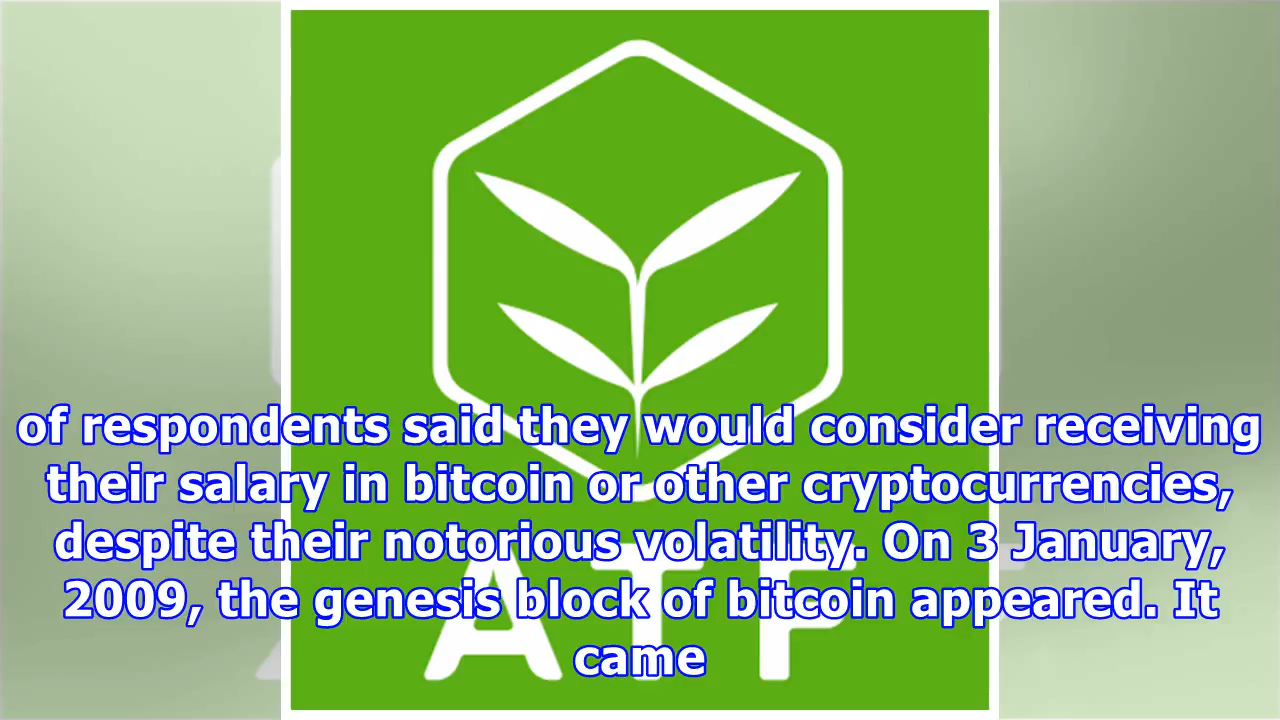 of respondents said they would consider receiving
their salary in bitcoin or other cryptocurrencies,
despite their notorious volatility. On 3 January,
2009, the genesis block of bitcoin appeared. It
came
ATF